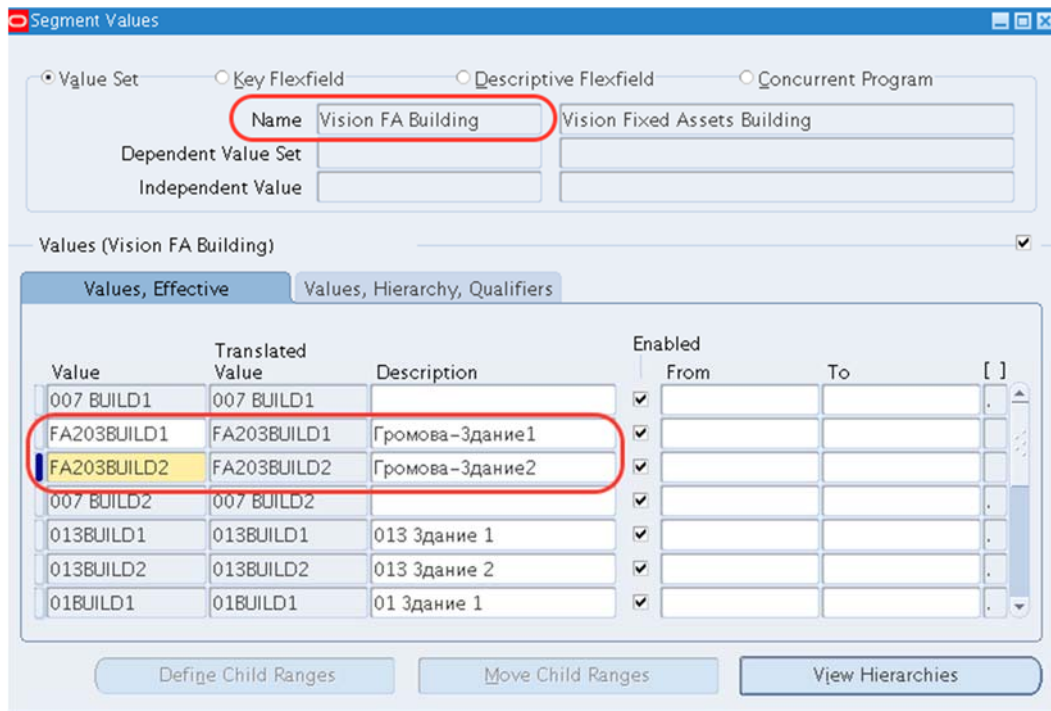 Segment Values
Value Set Key Flexfield Descriptive Flexfield Concurrent Program
Name Vision FA Building Vision Fixed Assets Building
Dependent Value Set
Independent Value
Values (Vision FA Building)
Values, Effective Values, Hierarchy, Qualifiers
Translated Enabled
Value Value Description From To [ ]
007 BUILD1 007 BUILD1
FA203BUILD1 FA203BUILD1 Громова-Здание1
FA203BUILD2 FA203BUILD2 Громова-Здание2
007 BUILD2 007 BUILD2
013BUILD1 013BUILD1 013 Здание 1
013BUILD2 013BUILD2 013 Здание 2
01BUILD1 01BUILD1 01 Здание 1
Define Child Ranges Move Child Ranges View Hierarchies